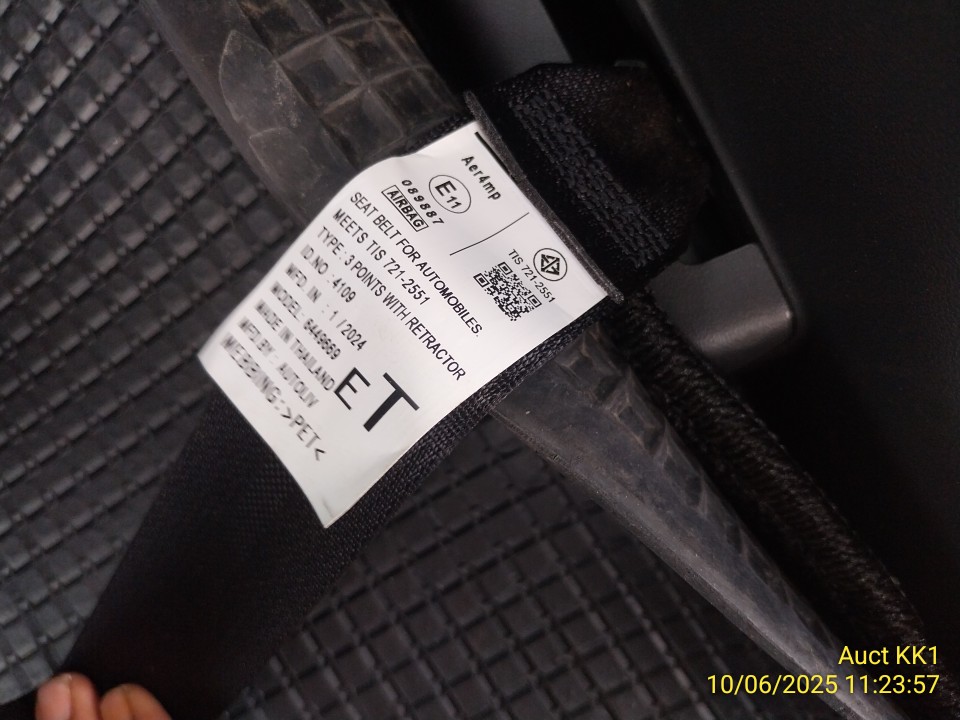 Aer4mp
E11
089887
AIRBAG
TIS 721-2551
SEAT BELT FOR AUTOMOBILES.
MEETS TIS 721-2551
TYPE : 3 POINTS WITH RETRACTOR
ID.NO : 4109
MFD. IN : 1 / 2024
MODEL : 6449669
MADE IN THAILAND
MFD.BY : AUTOLIV
WEBBING : >PET<
ET
Auct KK1
10/06/2025 11:23:57